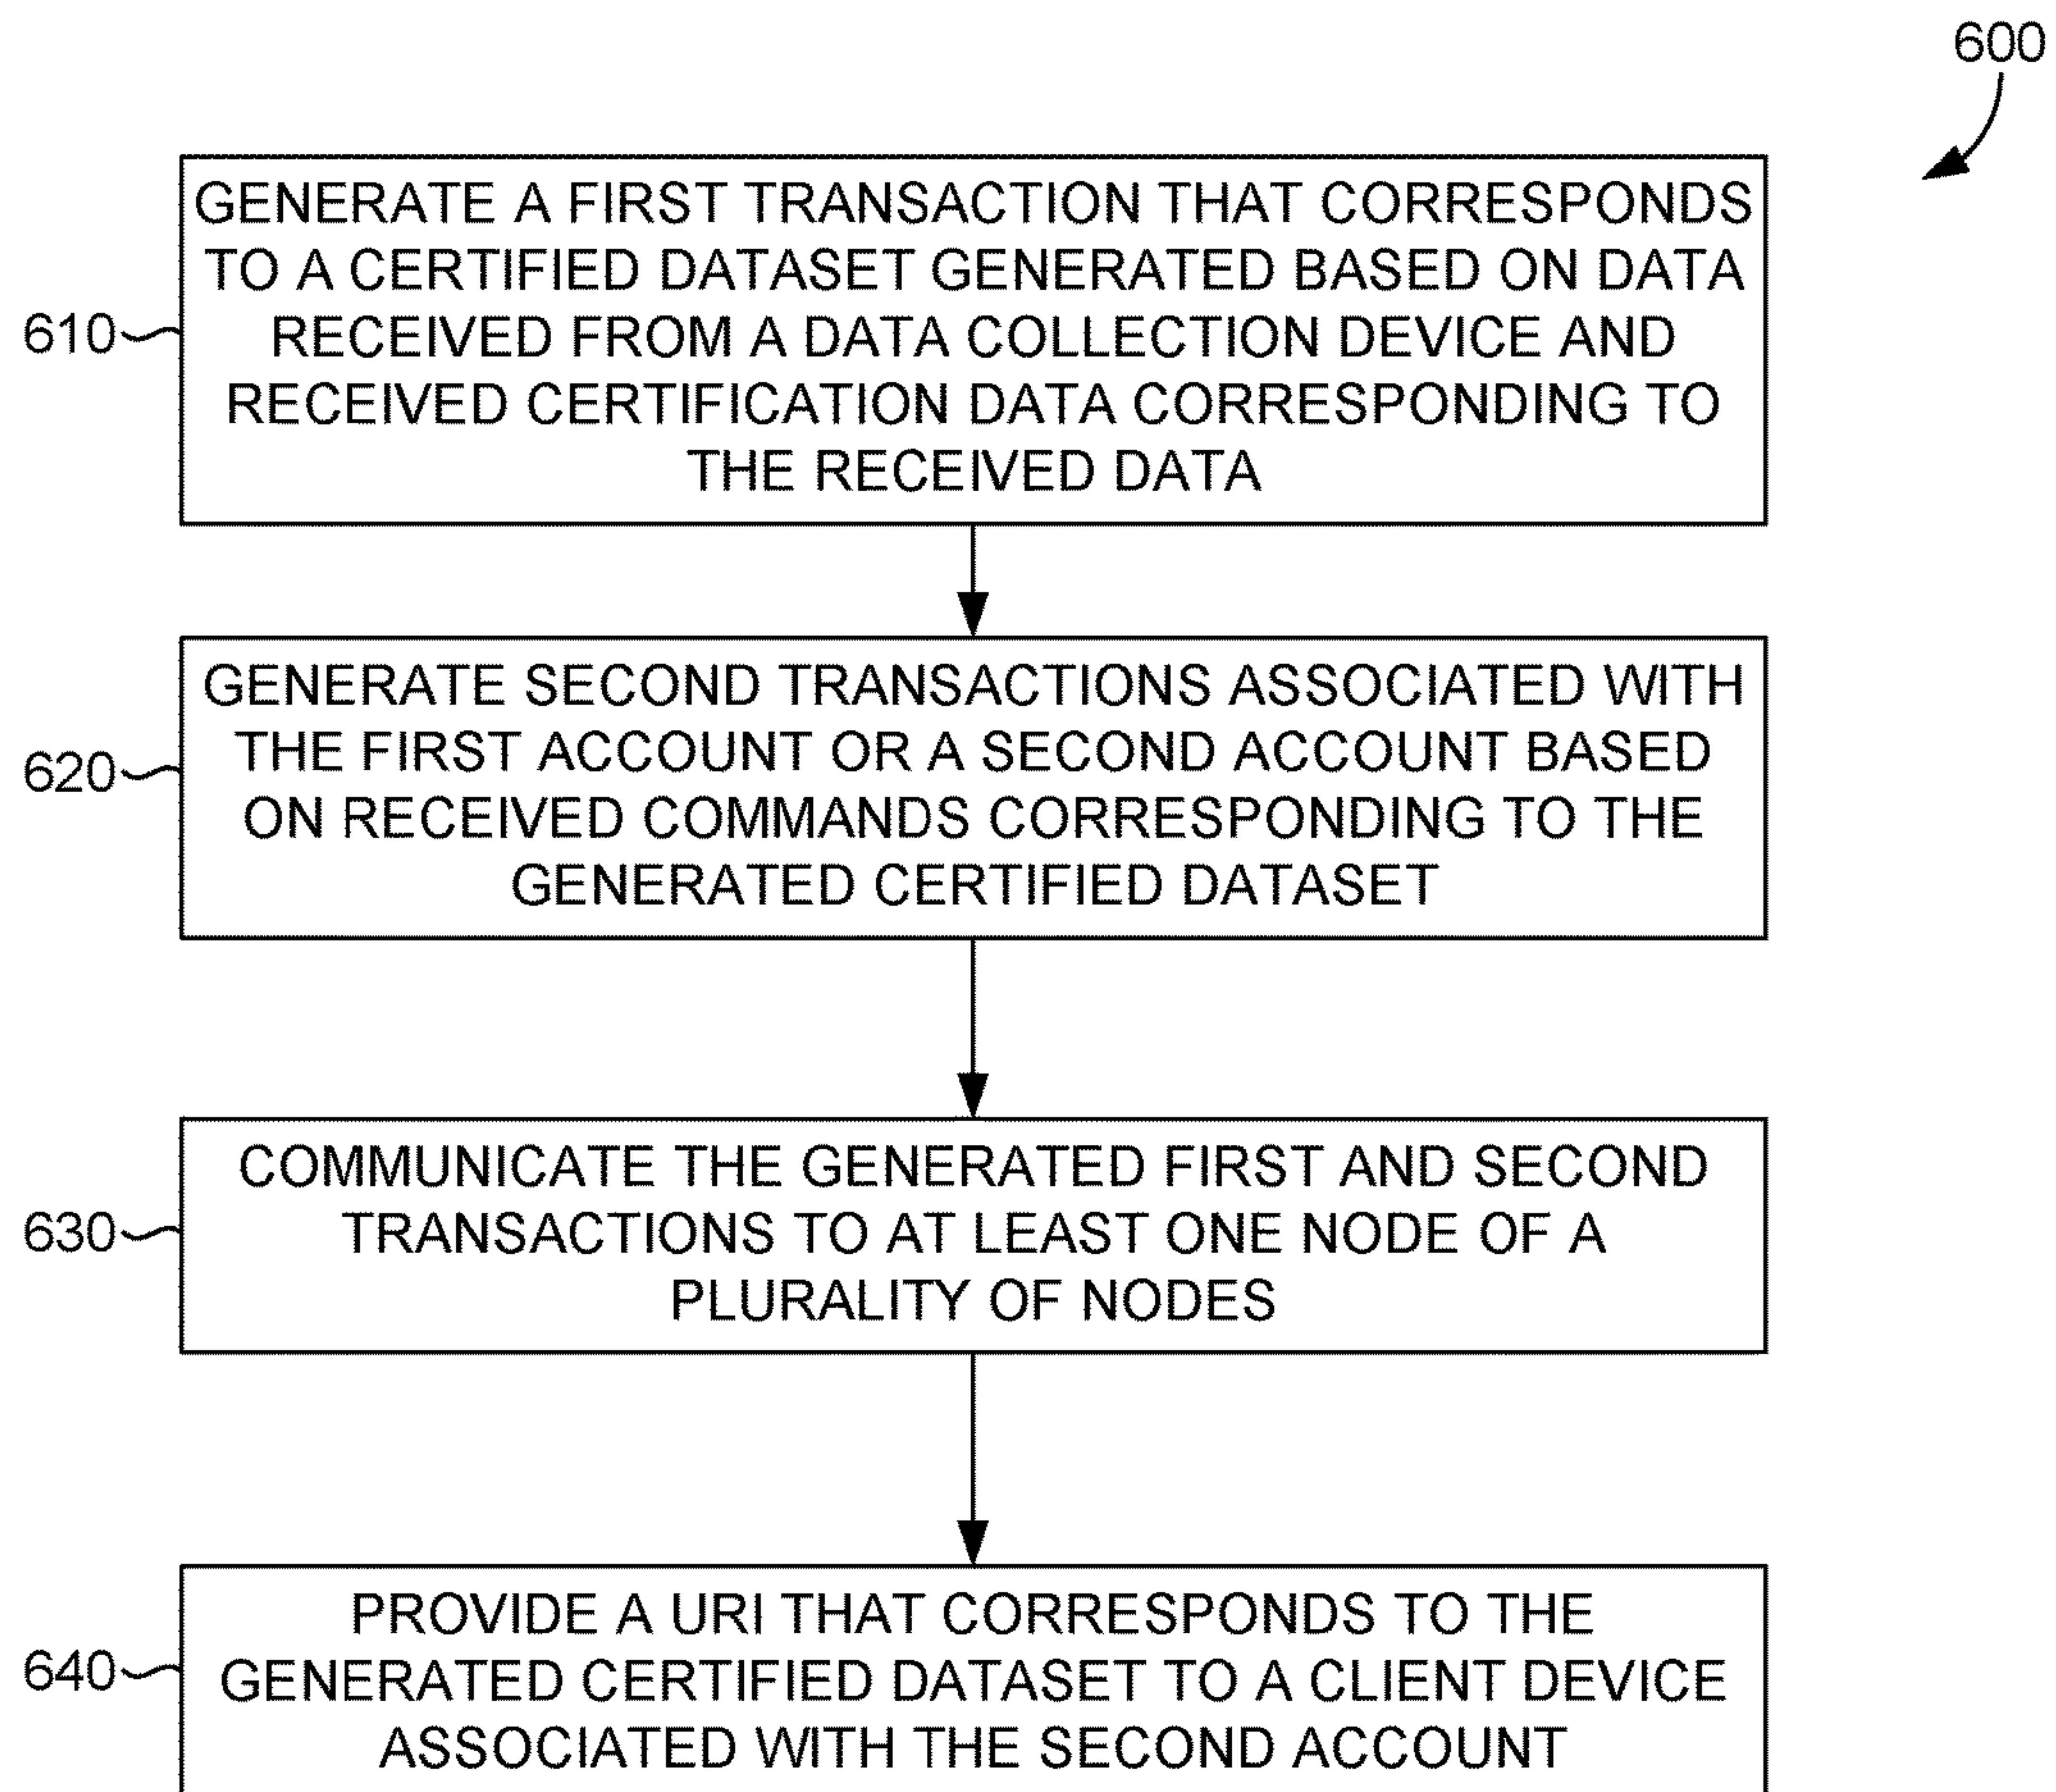 600
GENERATE A FIRST TRANSACTION THAT CORRESPONDS
TO A CERTIFIED DATASET GENERATED BASED ON DATA
RECEIVED FROM A DATA COLLECTION DEVICE AND
RECEIVED CERTIFICATION DATA CORRESPONDING TO
THE RECEIVED DATA
610
GENERATE SECOND TRANSACTIONS ASSOCIATED WITH
THE FIRST ACCOUNT OR A SECOND ACCOUNT BASED
ON RECEIVED COMMANDS CORRESPONDING TO THE
GENERATED CERTIFIED DATASET
620
COMMUNICATE THE GENERATED FIRST AND SECOND
TRANSACTIONS TO AT LEAST ONE NODE OF A
PLURALITY OF NODES
630
PROVIDE A URI THAT CORRESPONDS TO THE
GENERATED CERTIFIED DATASET TO A CLIENT DEVICE
ASSOCIATED WITH THE SECOND ACCOUNT
640